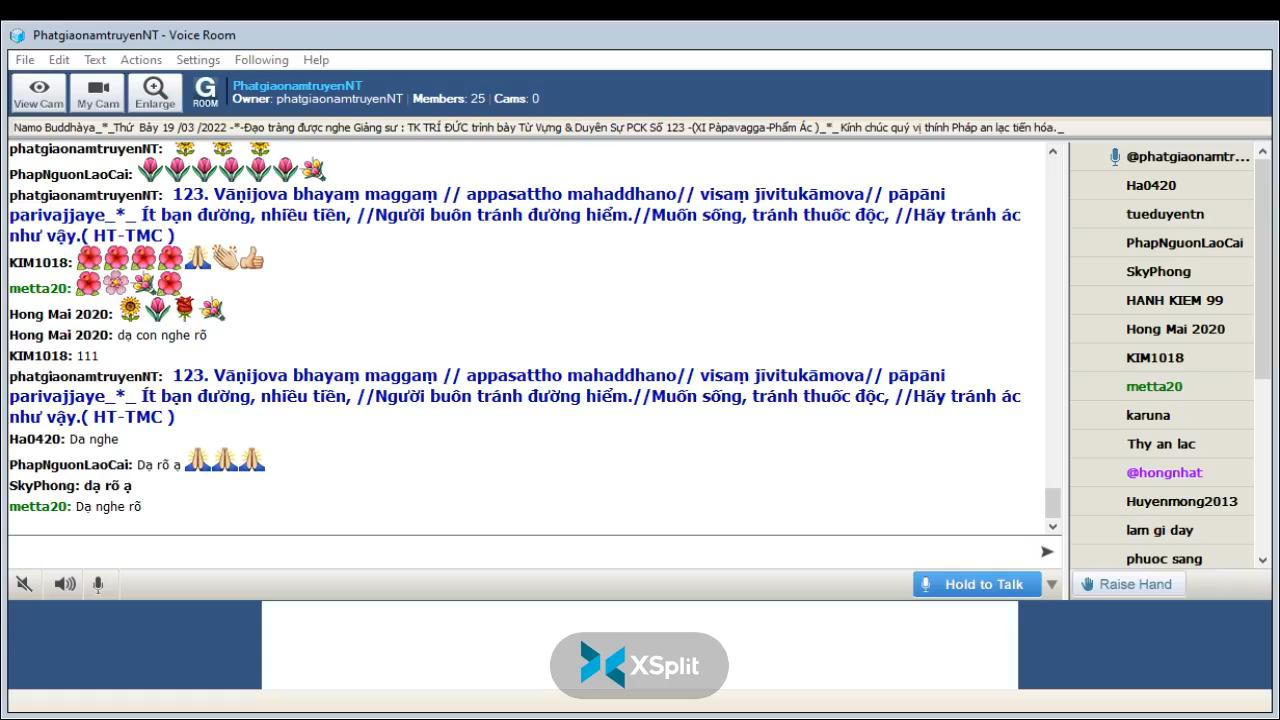 PhatgiaonamtruyenNT - Voice Room
File Edit Text Actions Settings Following Help
View Cam My Cam Enlarge G ROOM
PhatgiaonamtruyenNT
Owner: phatgiaonamtruyenNT | Members: 25 | Cams: 0
Namo Buddhàya_*_Thứ Bảy 19 /03 /2022 -*-Đạo tràng được nghe Giảng sư : TK TRÍ ĐỨC trình bày Từ Vựng & Duyên Sự PCK Số 123 -(XI Pàpavagga-Phẩm Ác )_*_ Kính chúc quý vị thính Pháp an lạc tiến hóa._
phatgiaonamtruyenNT:
PhapNguonLaoCai:
phatgiaonamtruyenNT: 123. Vāṇijova bhayaṃ maggaṃ // appasattho mahaddhano// visaṃ jīvitukāmova// pāpāni
parivajjaye_*_ Ít bạn đường, nhiều tiền, //Người buôn tránh đường hiểm.//Muốn sống, tránh thuốc độc, //Hãy tránh ác
như vậy.( HT-TMC )
KIM1018:
metta20:
Hong Mai 2020:
Hong Mai 2020: dạ con nghe rõ
KIM1018: 111
phatgiaonamtruyenNT: 123. Vāṇijova bhayaṃ maggaṃ // appasattho mahaddhano// visaṃ jīvitukāmova// pāpāni
parivajjaye_*_ Ít bạn đường, nhiều tiền, //Người buôn tránh đường hiểm.//Muốn sống, tránh thuốc độc, //Hãy tránh ác
như vậy.( HT-TMC )
Ha0420: Da nghe
PhapNguonLaoCai: Dạ rõ ạ
SkyPhong: dạ rõ ạ
metta20: Dạ nghe rõ
@phatgiaonamtr...
Ha0420
tueduyentn
PhapNguonLaoCai
SkyPhong
HANH KIEM 99
Hong Mai 2020
KIM1018
metta20
karuna
Thy an lac
@hongnhat
Huyenmong2013
lam gi day
phuoc sang
Hold to Talk
Raise Hand
XSplit